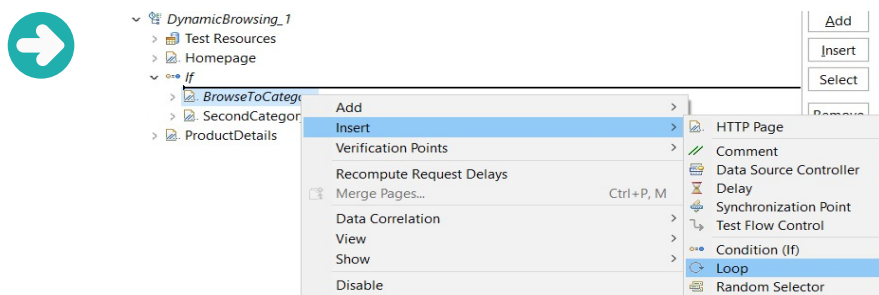 DynamicBrowsing_1
Test Resources
Homepage
If
BrowseToCatego
SecondCategor
ProductDetails
Add
Insert
Select
Remove
Add
Insert
Verification Points
Recompute Request Delays
Merge Pages... Ctrl+P, M
Data Correlation
View
Show
Disable
HTTP Page
Comment
Data Source Controller
Delay
Synchronization Point
Test Flow Control
Condition (If)
Loop
Random Selector